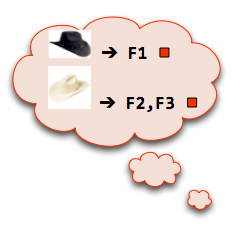 → F1
→ F2,F3